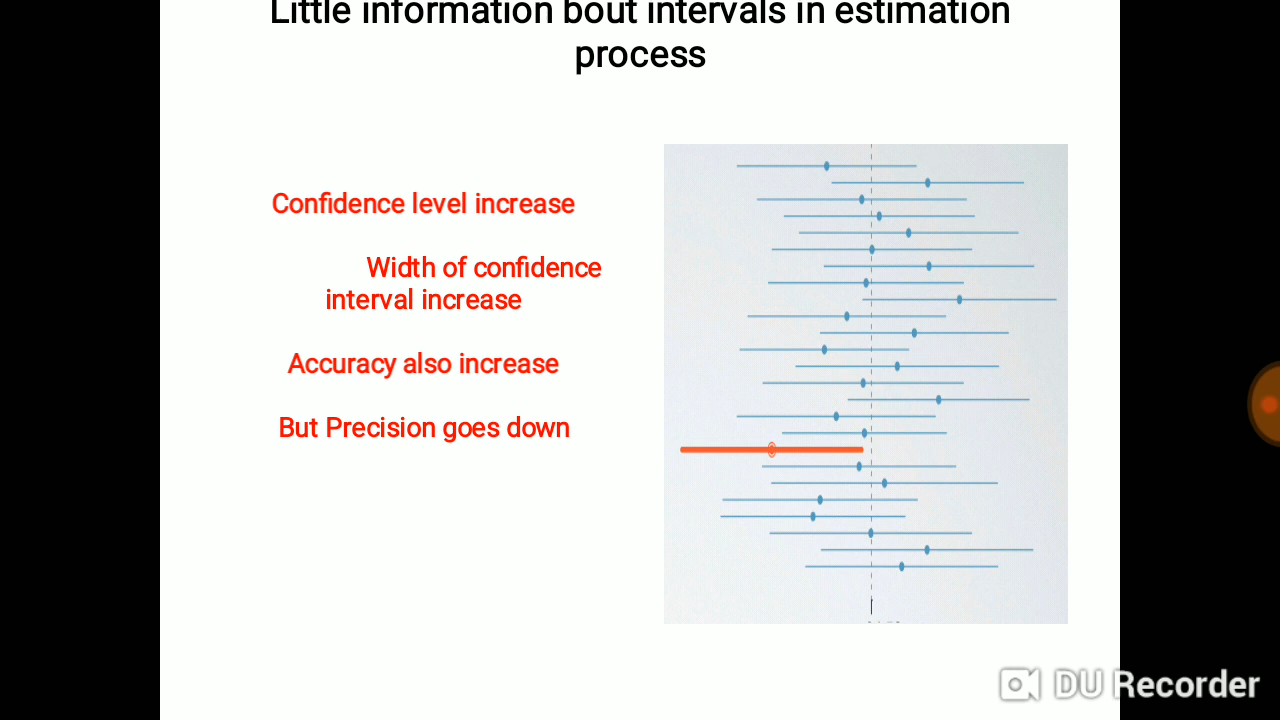 Little information bout intervals in estimation
process
Confidence level increase
Width of confidence
interval increase
Accuracy also increase
But Precision goes down
DU Recorder